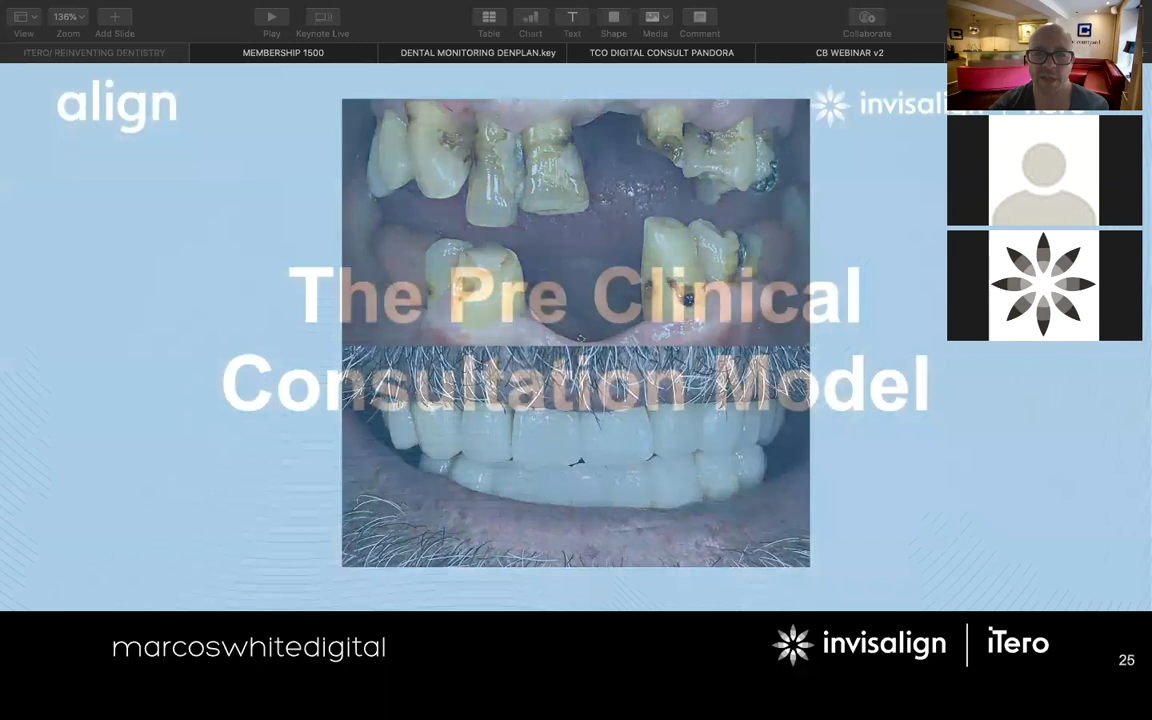 136%
View
Zoom
Add Slide
Play
Keynote Live
Table
Chart
Text
Shape
Media
Comment
Collaborate
ITERO/ REINVENTING DENTISTRY
MEMBERSHIP 1500
DENTAL MONITORING DENPLAN.key
TCO DIGITAL CONSULT PANDORA
CB WEBINAR v2
align
invisalign
The Pre Clinical
Consultation Model
marcoswhitedigital
invisalign
iTero
25